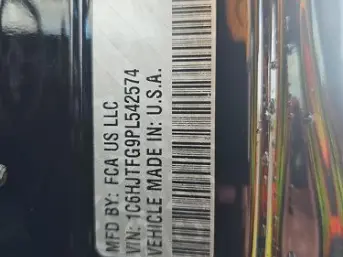 MFD BY: FCA US LLC
VIN: 1C6HJTFG9PL542574
VEHICLE MADE IN: U.S.A.